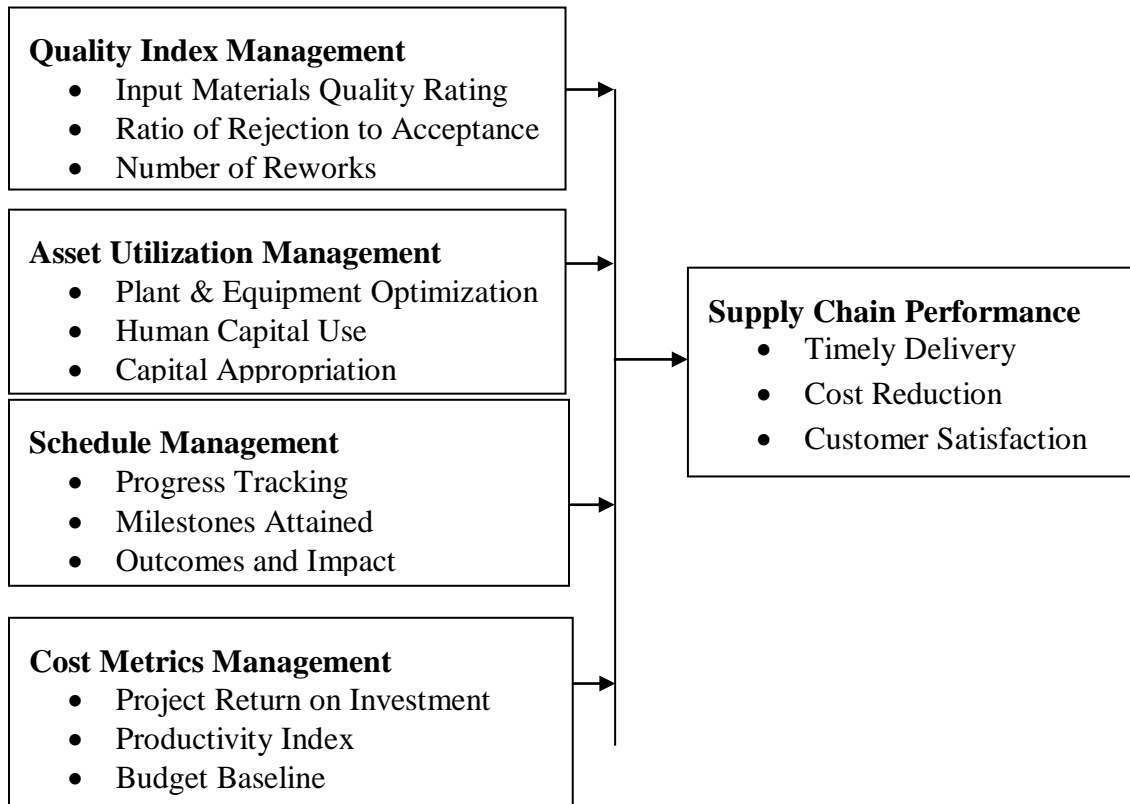 Quality Index Management
• Input Materials Quality Rating
• Ratio of Rejection to Acceptance
• Number of Reworks
Asset Utilization Management
• Plant & Equipment Optimization
• Human Capital Use
• Capital Appropriation
Schedule Management
• Progress Tracking
• Milestones Attained
• Outcomes and Impact
Cost Metrics Management
• Project Return on Investment
• Productivity Index
• Budget Baseline
Supply Chain Performance
• Timely Delivery
• Cost Reduction
• Customer Satisfaction